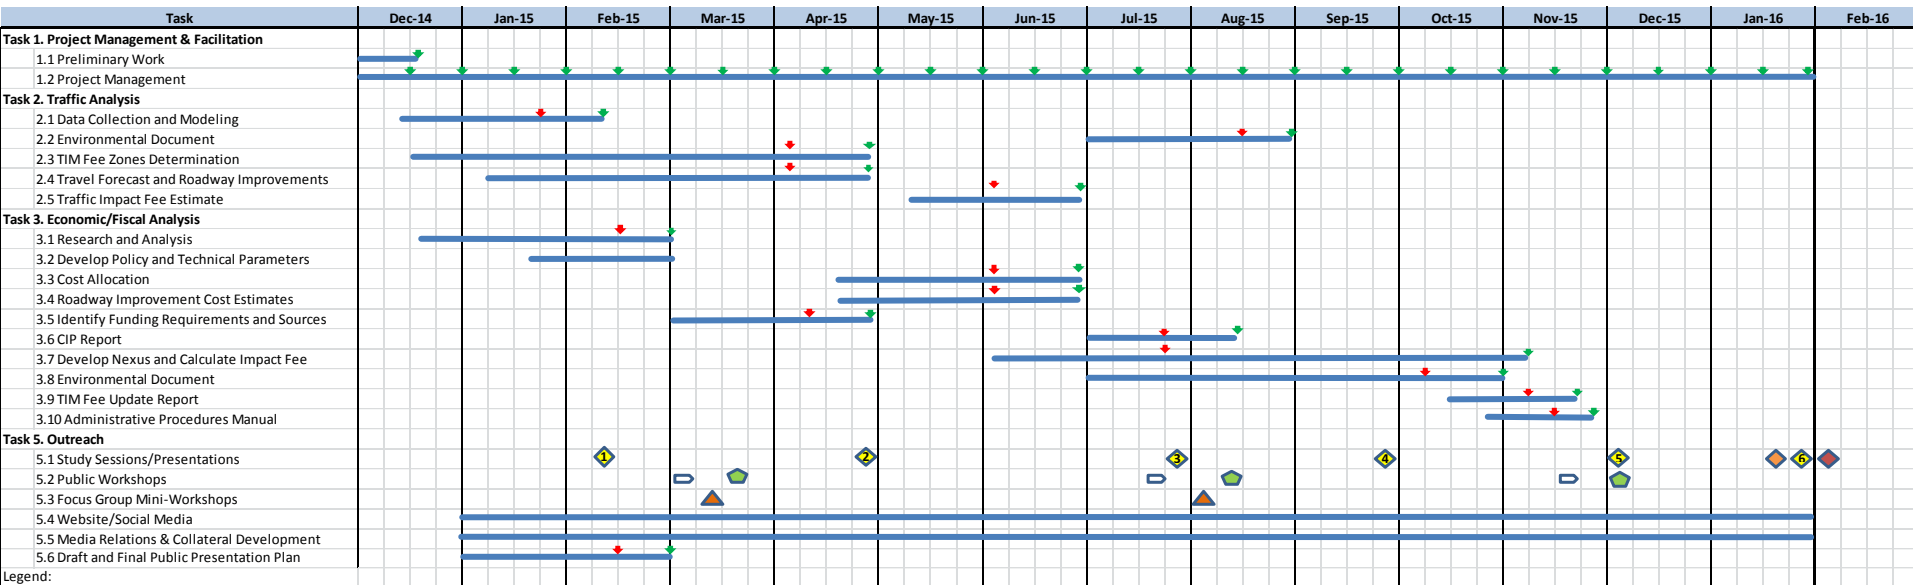 Task Dec-14 Jan-15 Feb-15 Mar-15 Apr-15 May-15 Jun-15 Jul-15 Aug-15 Sep-15 Oct-15 Nov-15 Dec-15 Jan-16 Feb-16
Task 1. Project Management & Facilitation
1.1 Preliminary Work
1.2 Project Management
Task 2. Traffic Analysis
2.1 Data Collection and Modeling
2.2 Environmental Document
2.3 TIM Fee Zones Determination
2.4 Travel Forecast and Roadway Improvements
2.5 Traffic Impact Fee Estimate
Task 3. Economic/Fiscal Analysis
3.1 Research and Analysis
3.2 Develop Policy and Technical Parameters
3.3 Cost Allocation
3.4 Roadway Improvement Cost Estimates
3.5 Identify Funding Requirements and Sources
3.6 CIP Report
3.7 Develop Nexus and Calculate Impact Fee
3.8 Environmental Document
3.9 TIM Fee Update Report
3.10 Administrative Procedures Manual
Task 5. Outreach
5.1 Study Sessions/Presentations 1 2 3 4 5 6
5.2 Public Workshops
5.3 Focus Group Mini-Workshops
5.4 Website/Social Media
5.5 Media Relations & Collateral Development
5.6 Draft and Final Public Presentation Plan
Legend: